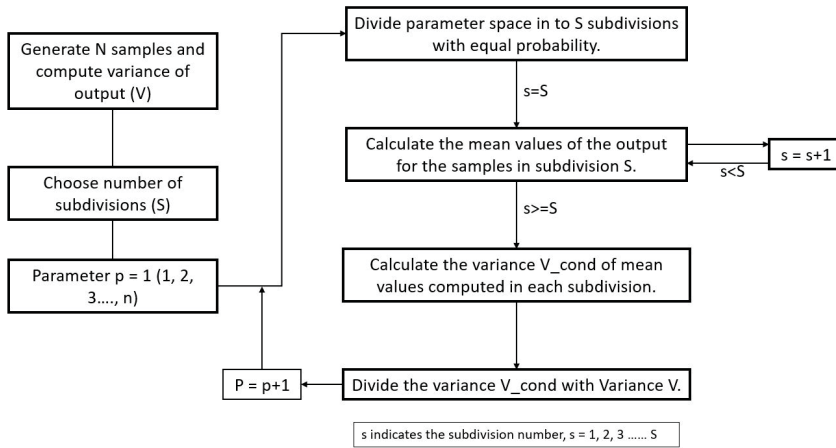 Generate N samples and
compute variance of
output (V)
Choose number of
subdivisions (S)
Parameter p = 1 (1, 2,
3...., n)
Divide parameter space in to S subdivisions
with equal probability.
s=S
Calculate the mean values of the output
for the samples in subdivision S.
s = s+1
s<S
s>=S
Calculate the variance V_cond of mean
values computed in each subdivision.
Divide the variance V_cond with Variance V.
P = p+1
s indicates the subdivision number, s = 1, 2, 3 ...... S